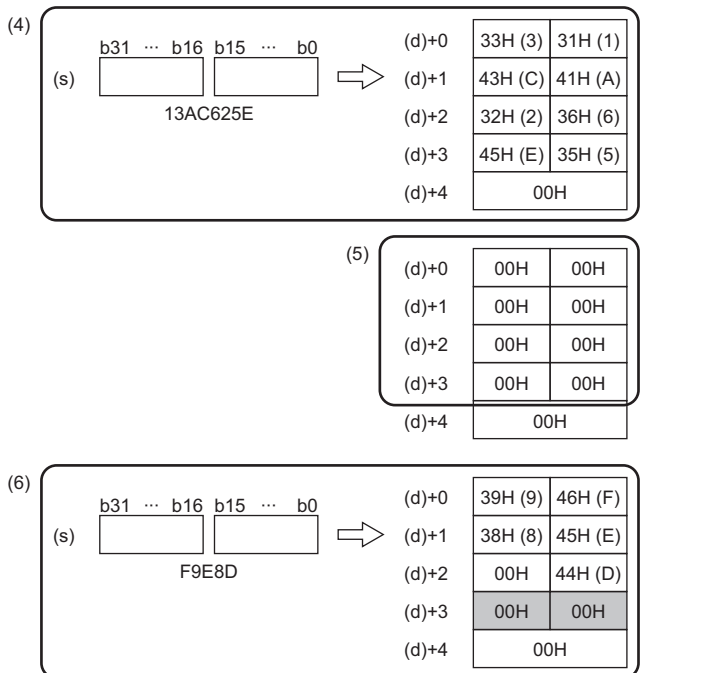 (4)
b31 ··· b16 b15 ··· b0
(s)
13AC625E
(d)+0 33H (3) 31H (1)
(d)+1 43H (C) 41H (A)
(d)+2 32H (2) 36H (6)
(d)+3 45H (E) 35H (5)
(d)+4 00H
(5)
(d)+0 00H 00H
(d)+1 00H 00H
(d)+2 00H 00H
(d)+3 00H 00H
(d)+4 00H
(6)
b31 ··· b16 b15 ··· b0
(s)
F9E8D
(d)+0 39H (9) 46H (F)
(d)+1 38H (8) 45H (E)
(d)+2 00H 44H (D)
(d)+3 00H 00H
(d)+4 00H